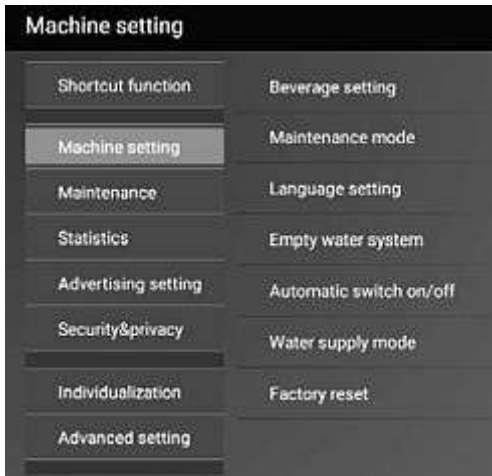 Machine setting
Shortcut function
Machine setting
Maintenance
Statistics
Advertising setting
Security&privacy
Individualization
Advanced setting
Beverage setting
Maintenance mode
Language setting
Empty water system
Automatic switch on/off
Water supply mode
Factory reset